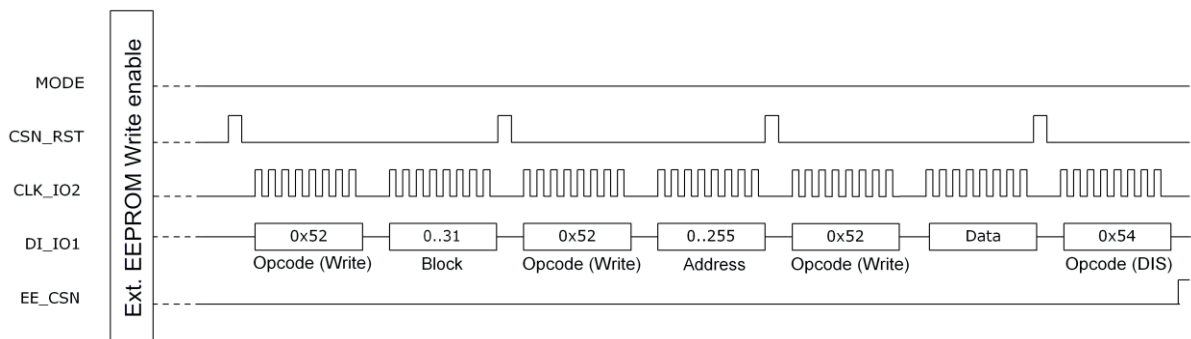 Ext. EEPROM Write enable
MODE
CSN_RST
CLK_IO2
DI_IO1
0x52
0..31
0x52
0..255
0x52
Data
0x54
Opcode (Write)
Block
Opcode (Write)
Address
Opcode (Write)
Opcode (DIS)
EE_CSN